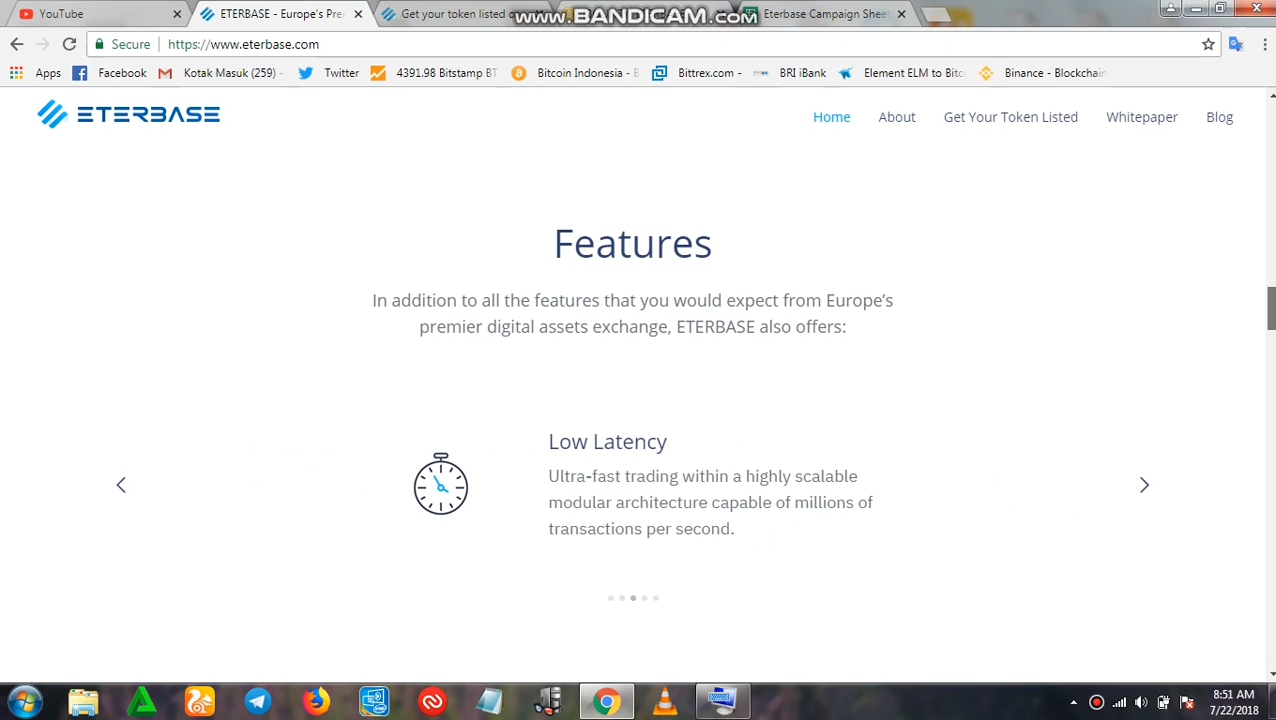 www.BANDICAM.com
YouTube
ETERBASE - Europe's Pre
Get your token listed o
Eterbase Campaign Sheet
Secure
https://www.eterbase.com
Apps
Facebook
Kotak Masuk (259) -
Twitter
4391.98 Bitstamp BT
Bitcoin Indonesia - B
Bittrex.com -
BRI iBank
Element ELM to Bitc
Binance - Blockchain
ETERBASE
Home
About
Get Your Token Listed
Whitepaper
Blog
Features
In addition to all the features that you would expect from Europe's
premier digital assets exchange, ETERBASE also offers:
Low Latency
Ultra-fast trading within a highly scalable
modular architecture capable of millions of
transactions per second.
8:51 AM
7/22/2018